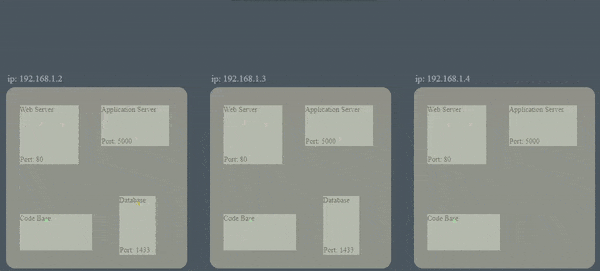 ip: 192.168.1.2
ip: 192.168.1.3
ip: 192.168.1.4
Web Server
Application Server
Port: 5000
Port: 80
Database
Code Base
Port: 1433
Web Server
Application Server
Port: 5000
Port: 80
Database
Code Base
Port: 1433
Web Server
Application Server
Port: 5000
Port: 80
Code Base